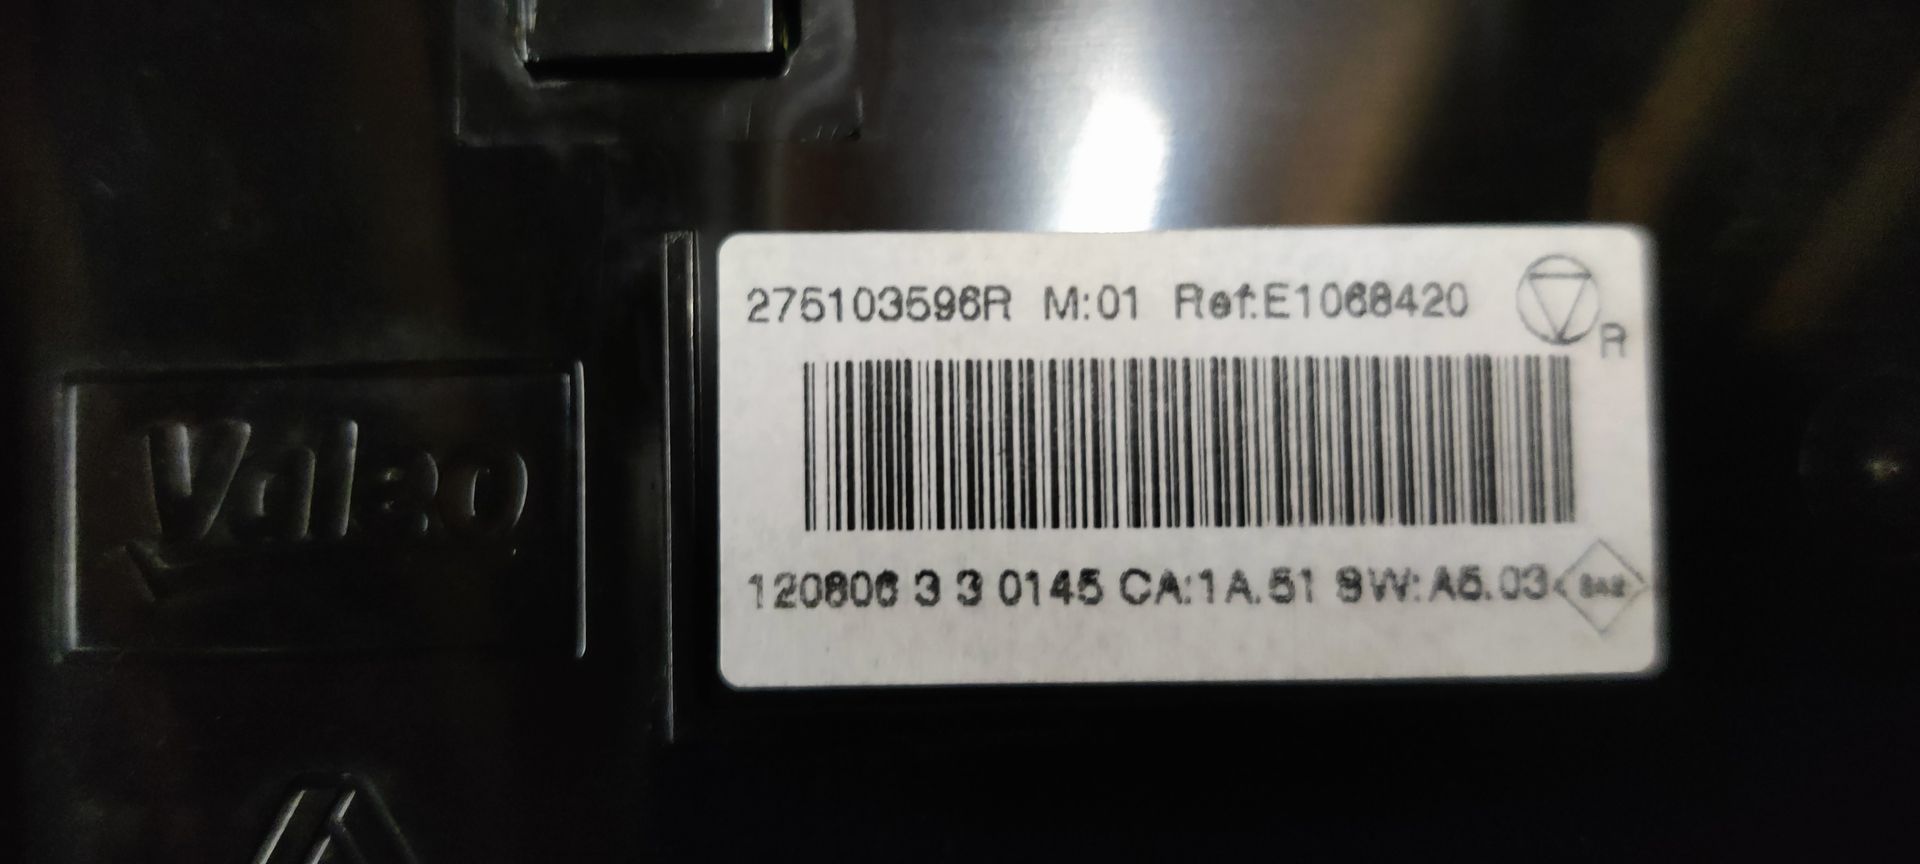 275103596R M:01 Ref:E1068420
R
120806 3 3 0145 CA:1A.51 SW:A5.03
Valeo